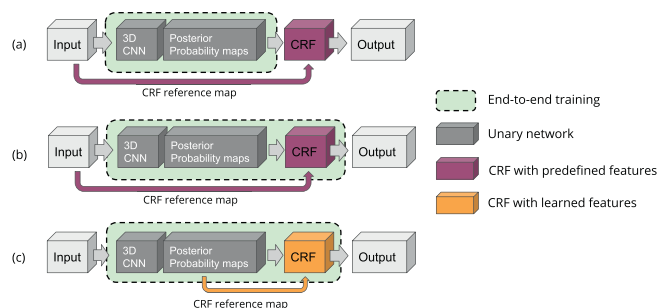 (a)
Input
3D
CNN
Posterior
Probability maps
CRF
Output
CRF reference map
(b)
Input
3D
CNN
Posterior
Probability maps
CRF
Output
CRF reference map
(c)
Input
3D
CNN
Posterior
Probability maps
CRF
Output
CRF reference map
End-to-end training
Unary network
CRF with predefined features
CRF with learned features